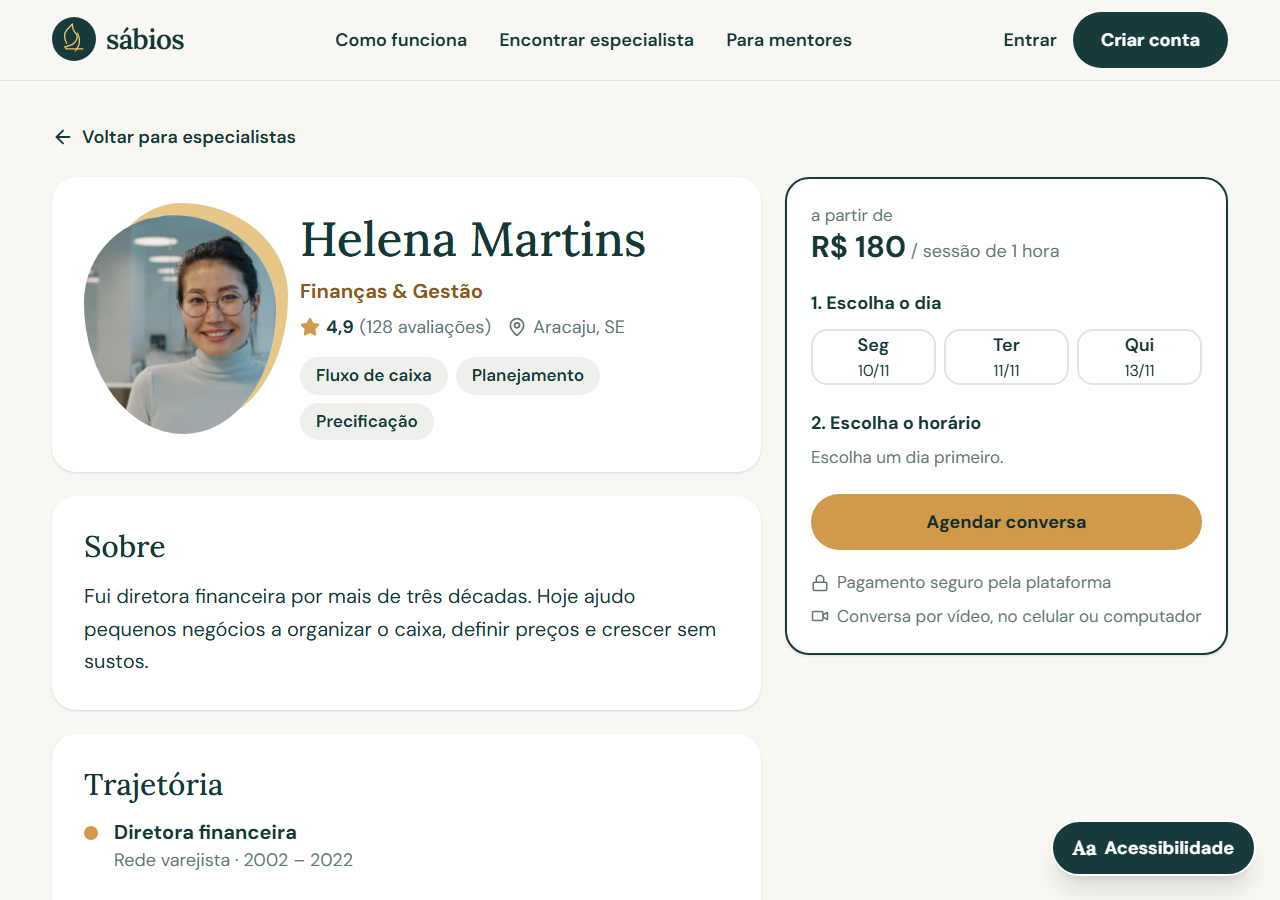 sábios
Como funciona
Encontrar especialista
Para mentores
Entrar
Criar conta
Voltar para especialistas
Helena Martins
Finanças & Gestão
4,9 (128 avaliações) Aracaju, SE
Fluxo de caixa
Planejamento
Precificação
Sobre
Fui diretora financeira por mais de três décadas. Hoje ajudo
pequenos negócios a organizar o caixa, definir preços e crescer sem
sustos.
Trajetória
Diretora financeira
Rede varejista · 2002 – 2022
a partir de
R$ 180 / sessão de 1 hora
1. Escolha o dia
Seg
10/11
Ter
11/11
Qui
13/11
2. Escolha o horário
Escolha um dia primeiro.
Agendar conversa
Pagamento seguro pela plataforma
Conversa por vídeo, no celular ou computador
Aa Acessibilidade